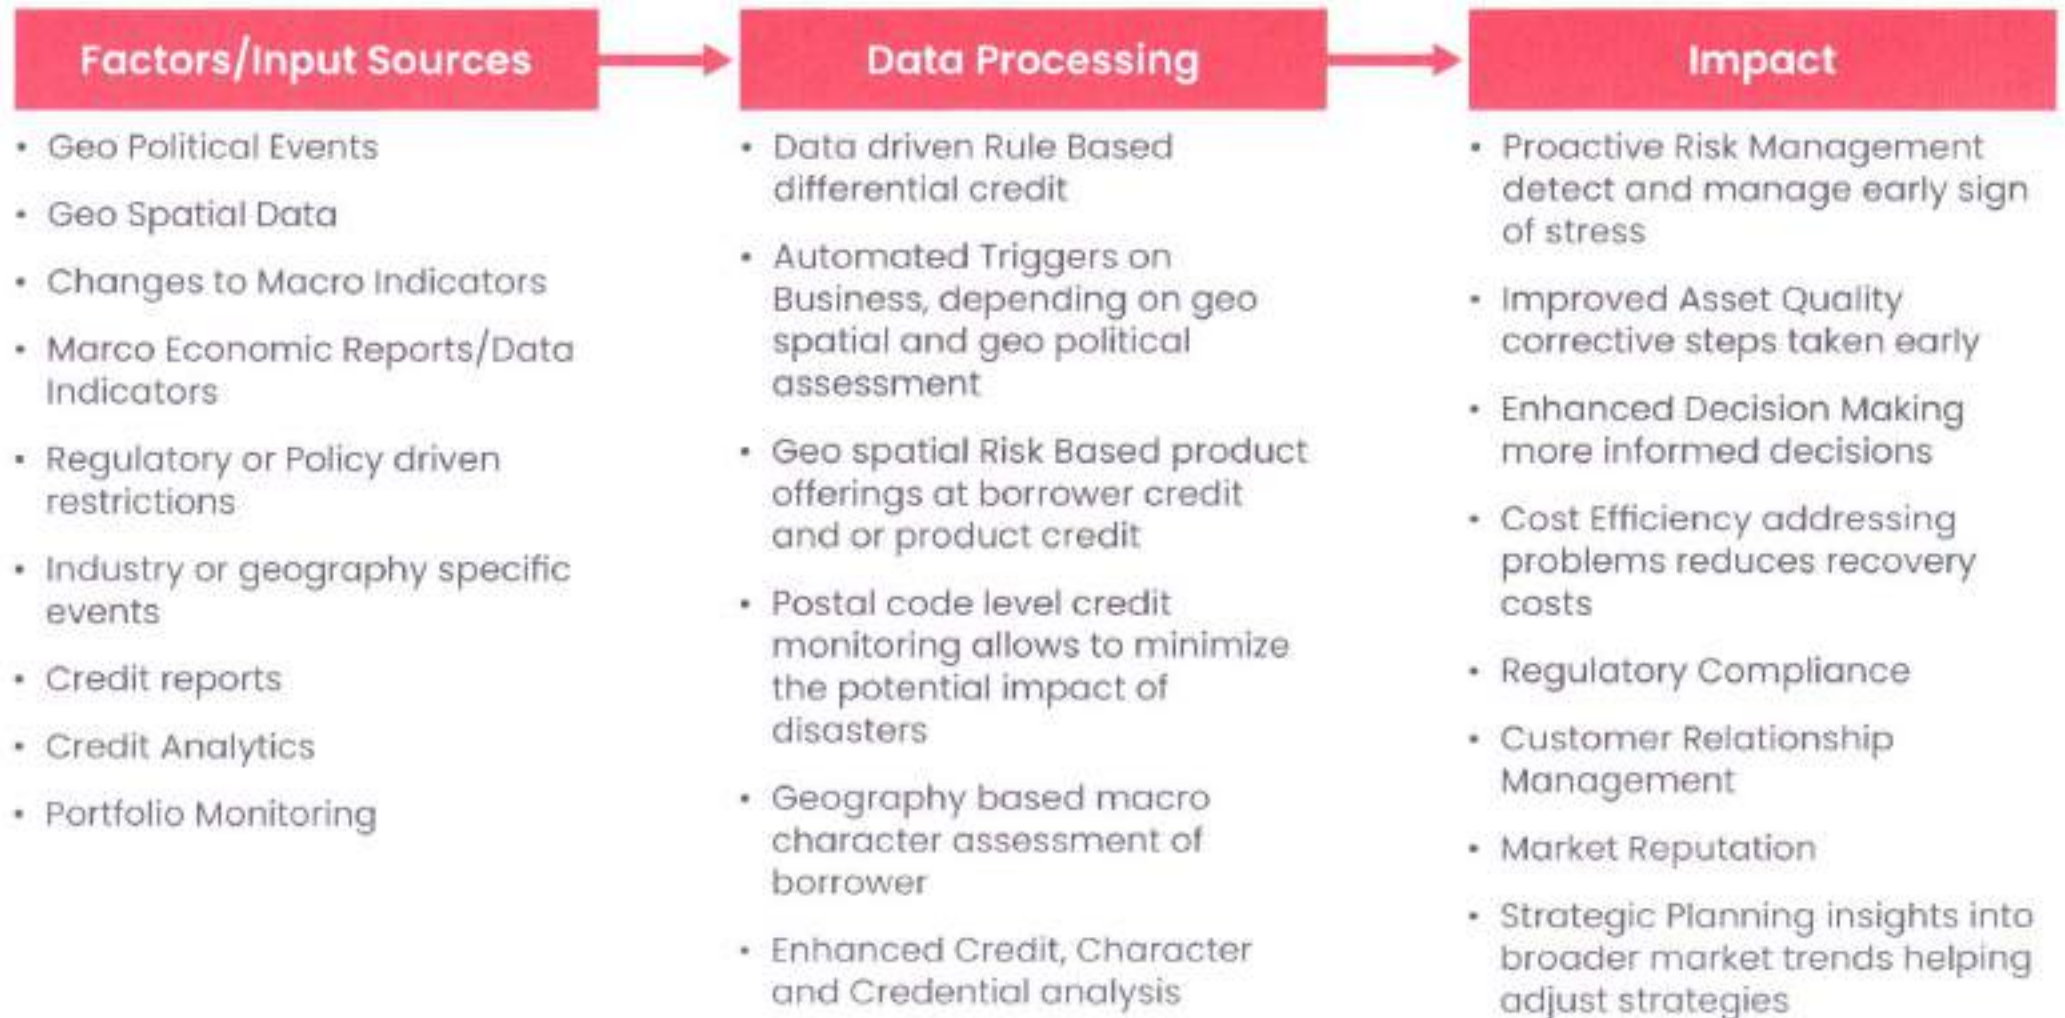 Factors/Input Sources
• Geo Political Events
• Geo Spatial Data
• Changes to Macro Indicators
• Marco Economic Reports/Data
Indicators
• Regulatory or Policy driven
restrictions
• Industry or geography specific
events
• Credit reports
• Credit Analytics
• Portfolio Monitoring
Data Processing
• Data driven Rule Based
differential credit
• Automated Triggers on
Business, depending on geo
spatial and geo political
assessment
• Geo spatial Risk Based product
offerings at borrower credit
and or product credit
• Postal code level credit
monitoring allows to minimize
the potential impact of
disasters
• Geography based macro
character assessment of
borrower
• Enhanced Credit, Character
and Credential analysis
Impact
• Proactive Risk Management
detect and manage early sign
of stress
• Improved Asset Quality
corrective steps taken early
• Enhanced Decision Making
more informed decisions
• Cost Efficiency addressing
problems reduces recovery
costs
• Regulatory Compliance
• Customer Relationship
Management
• Market Reputation
• Strategic Planning insights into
broader market trends helping
adjust strategies